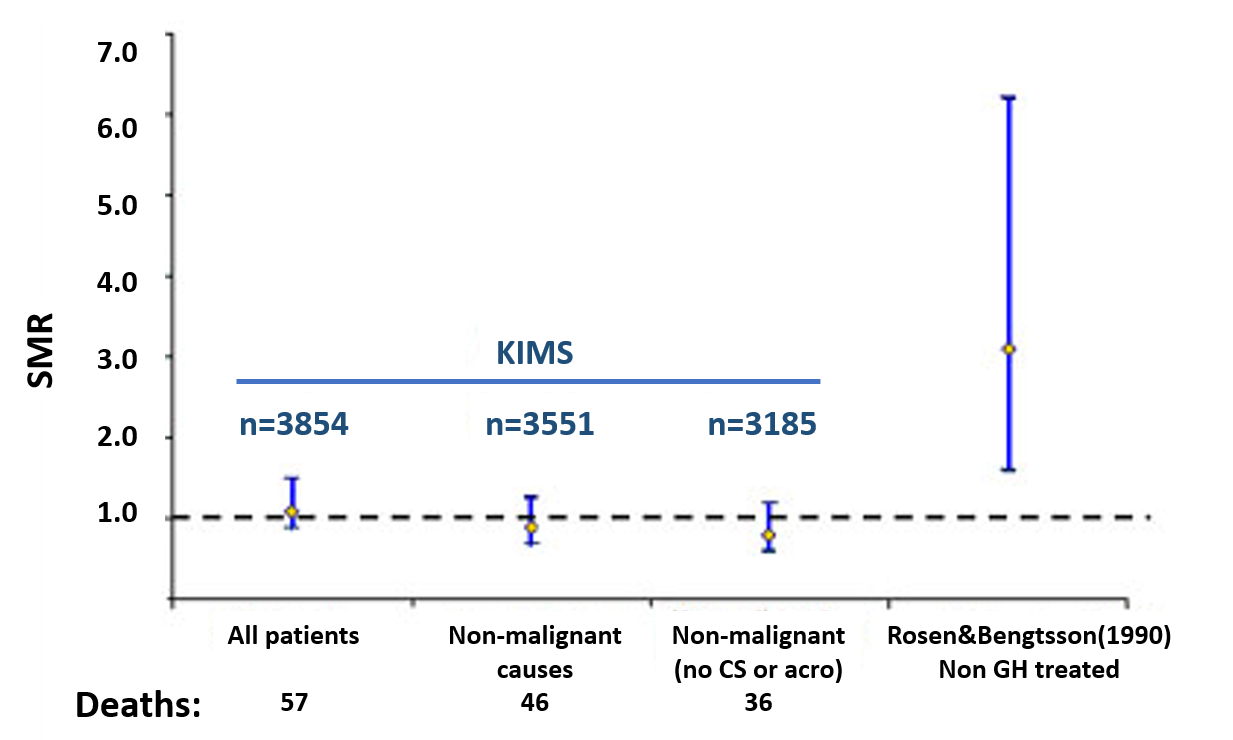 7.0
6.0
5.0
4.0
3.0
2.0
1.0
SMR
KIMS
n=3854 n=3551 n=3185
All patients
Non-malignant
causes
Non-malignant
(no CS or acro)
Rosen&Bengtsson(1990)
Non GH treated
Deaths: 57 46 36